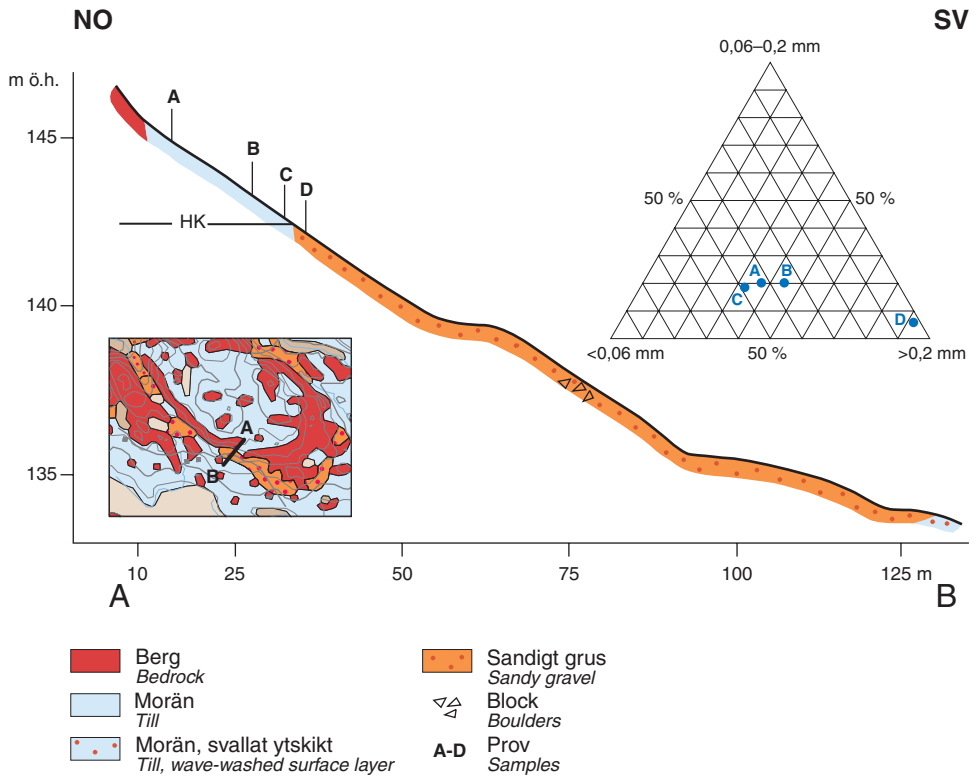 NO
SV
0,06–0,2 mm
m ö.h.
A
145
B
C
D
50 %
50 %
HK
A
B
C
D
140
<0,06 mm
50 %
>0,2 mm
A
B
135
10
25
50
75
100
125 m
A
B
Berg
Bedrock
Morän
Till
Morän, svallat ytskikt
Till, wave-washed surface layer
Sandigt grus
Sandy gravel
Block
Boulders
A-D Prov
Samples